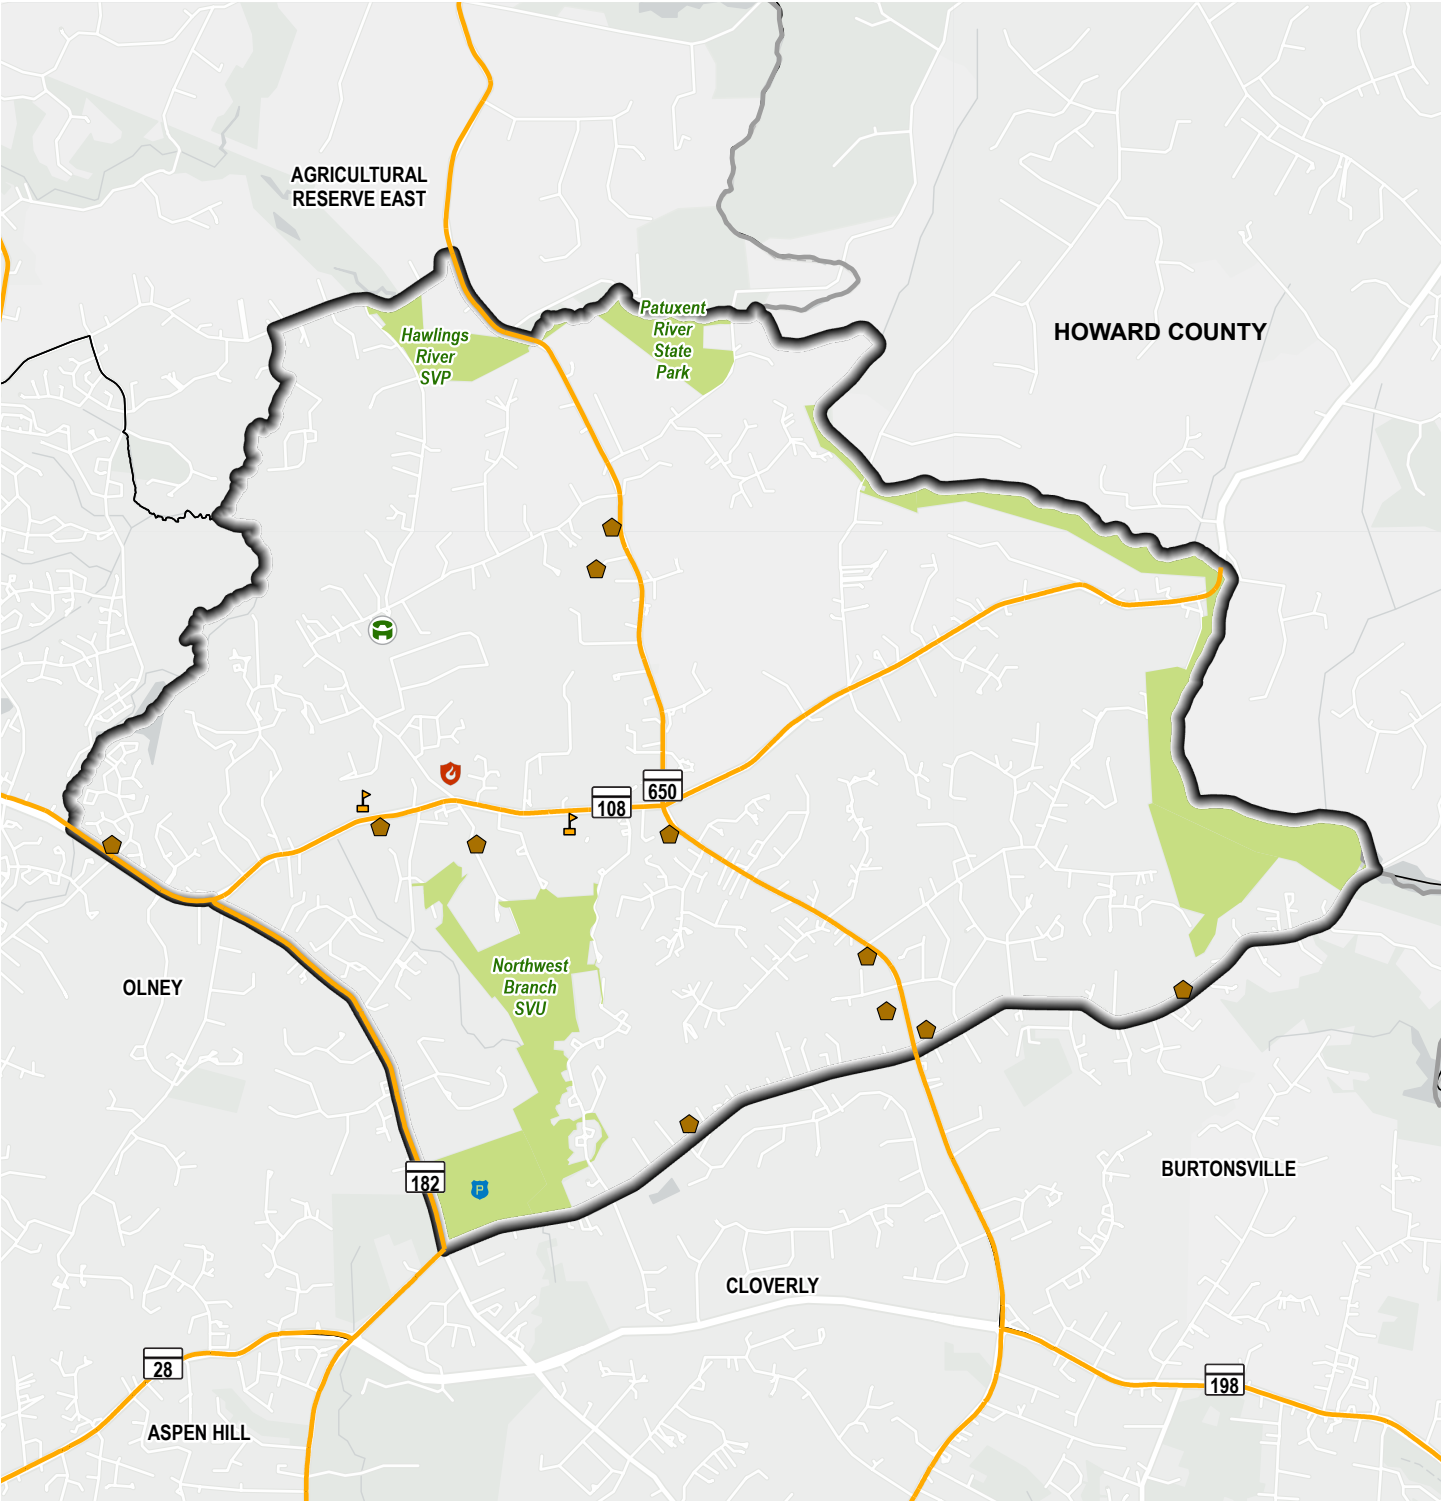 AGRICULTURAL
RESERVE EAST
Patuxent
River
State
Park
HOWARD COUNTY
Hawlings
River
SVP
650
108
Northwest
Branch
SVU
OLNEY
182
P
BURTONSVILLE
CLOVERLY
28
198
ASPEN HILL